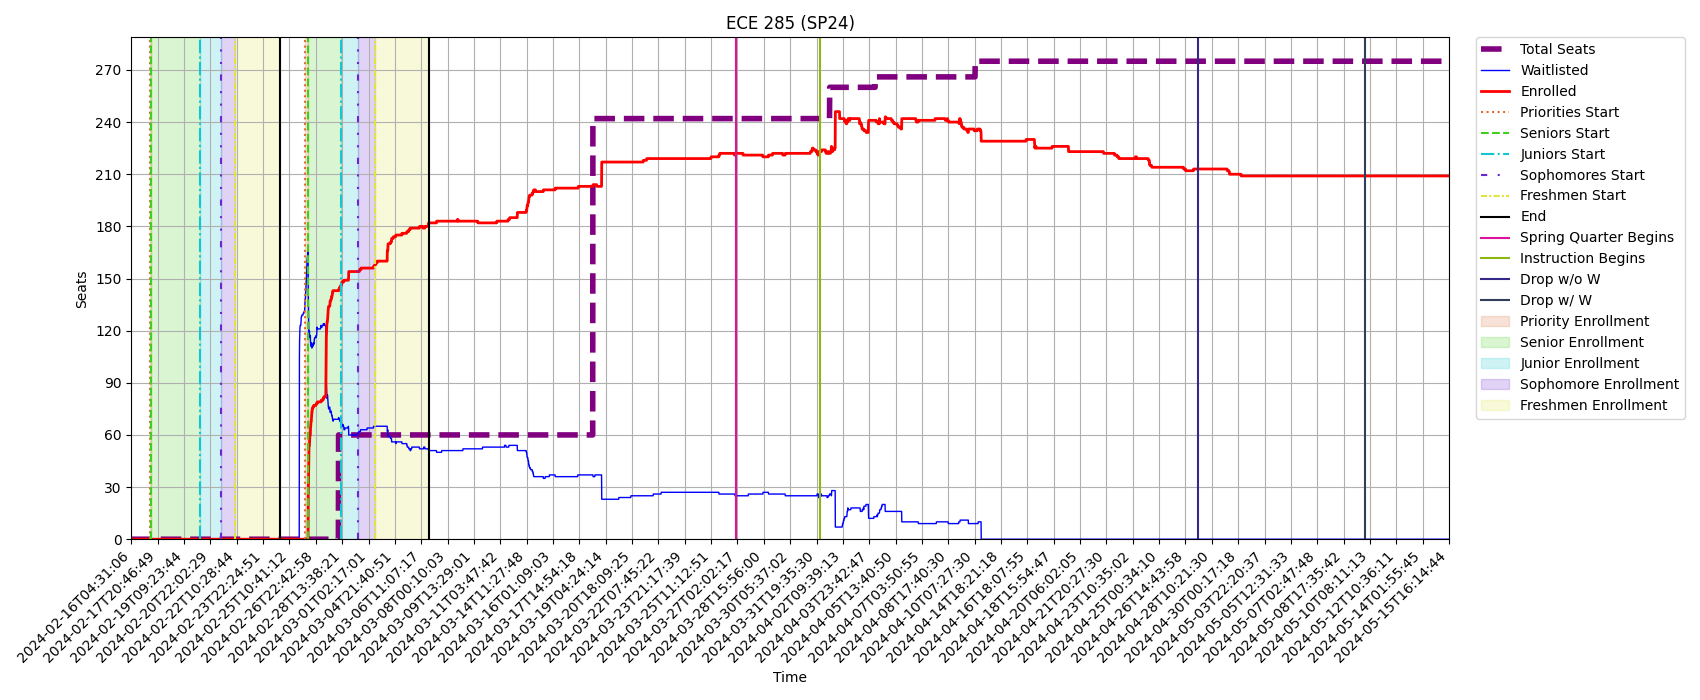 ECE 285 (SP24)
Seats
270
240
210
180
150
120
90
60
30
0
2024-02-16T04:31:06
2024-02-17T20:46:49
2024-02-19T09:23:44
2024-02-20T22:02:29
2024-02-22T10:28:44
2024-02-23T22:24:51
2024-02-25T10:41:12
2024-02-26T22:42:58
2024-02-28T13:38:21
2024-03-01T02:17:01
2024-03-04T21:40:51
2024-03-06T11:07:17
2024-03-08T00:10:03
2024-03-09T13:29:01
2024-03-11T03:47:42
2024-03-14T11:27:48
2024-03-16T01:09:03
2024-03-17T14:54:18
2024-03-19T04:24:14
2024-03-20T18:09:25
2024-03-22T07:45:22
2024-03-23T21:17:39
2024-03-25T11:12:51
2024-03-27T02:02:17
2024-03-28T15:56:00
2024-03-30T05:37:02
2024-03-31T19:35:30
2024-04-02T09:39:13
2024-04-03T23:42:47
2024-04-05T13:40:50
2024-04-07T03:50:55
2024-04-08T17:40:30
2024-04-10T07:27:30
2024-04-14T18:21:18
2024-04-16T18:07:55
2024-04-18T15:54:47
2024-04-20T06:02:05
2024-04-21T20:27:30
2024-04-23T10:35:02
2024-04-25T00:34:10
2024-04-26T14:43:58
2024-04-28T10:21:30
2024-04-30T00:17:18
2024-05-03T22:20:37
2024-05-05T12:31:33
2024-05-07T02:47:48
2024-05-08T17:35:42
2024-05-10T08:11:13
2024-05-12T10:36:11
2024-05-14T01:55:45
2024-05-15T16:14:44
Time
Total Seats
Waitlisted
Enrolled
Priorities Start
Seniors Start
Juniors Start
Sophomores Start
Freshmen Start
End
Spring Quarter Begins
Instruction Begins
Drop w/o W
Drop w/ W
Priority Enrollment
Senior Enrollment
Junior Enrollment
Sophomore Enrollment
Freshmen Enrollment